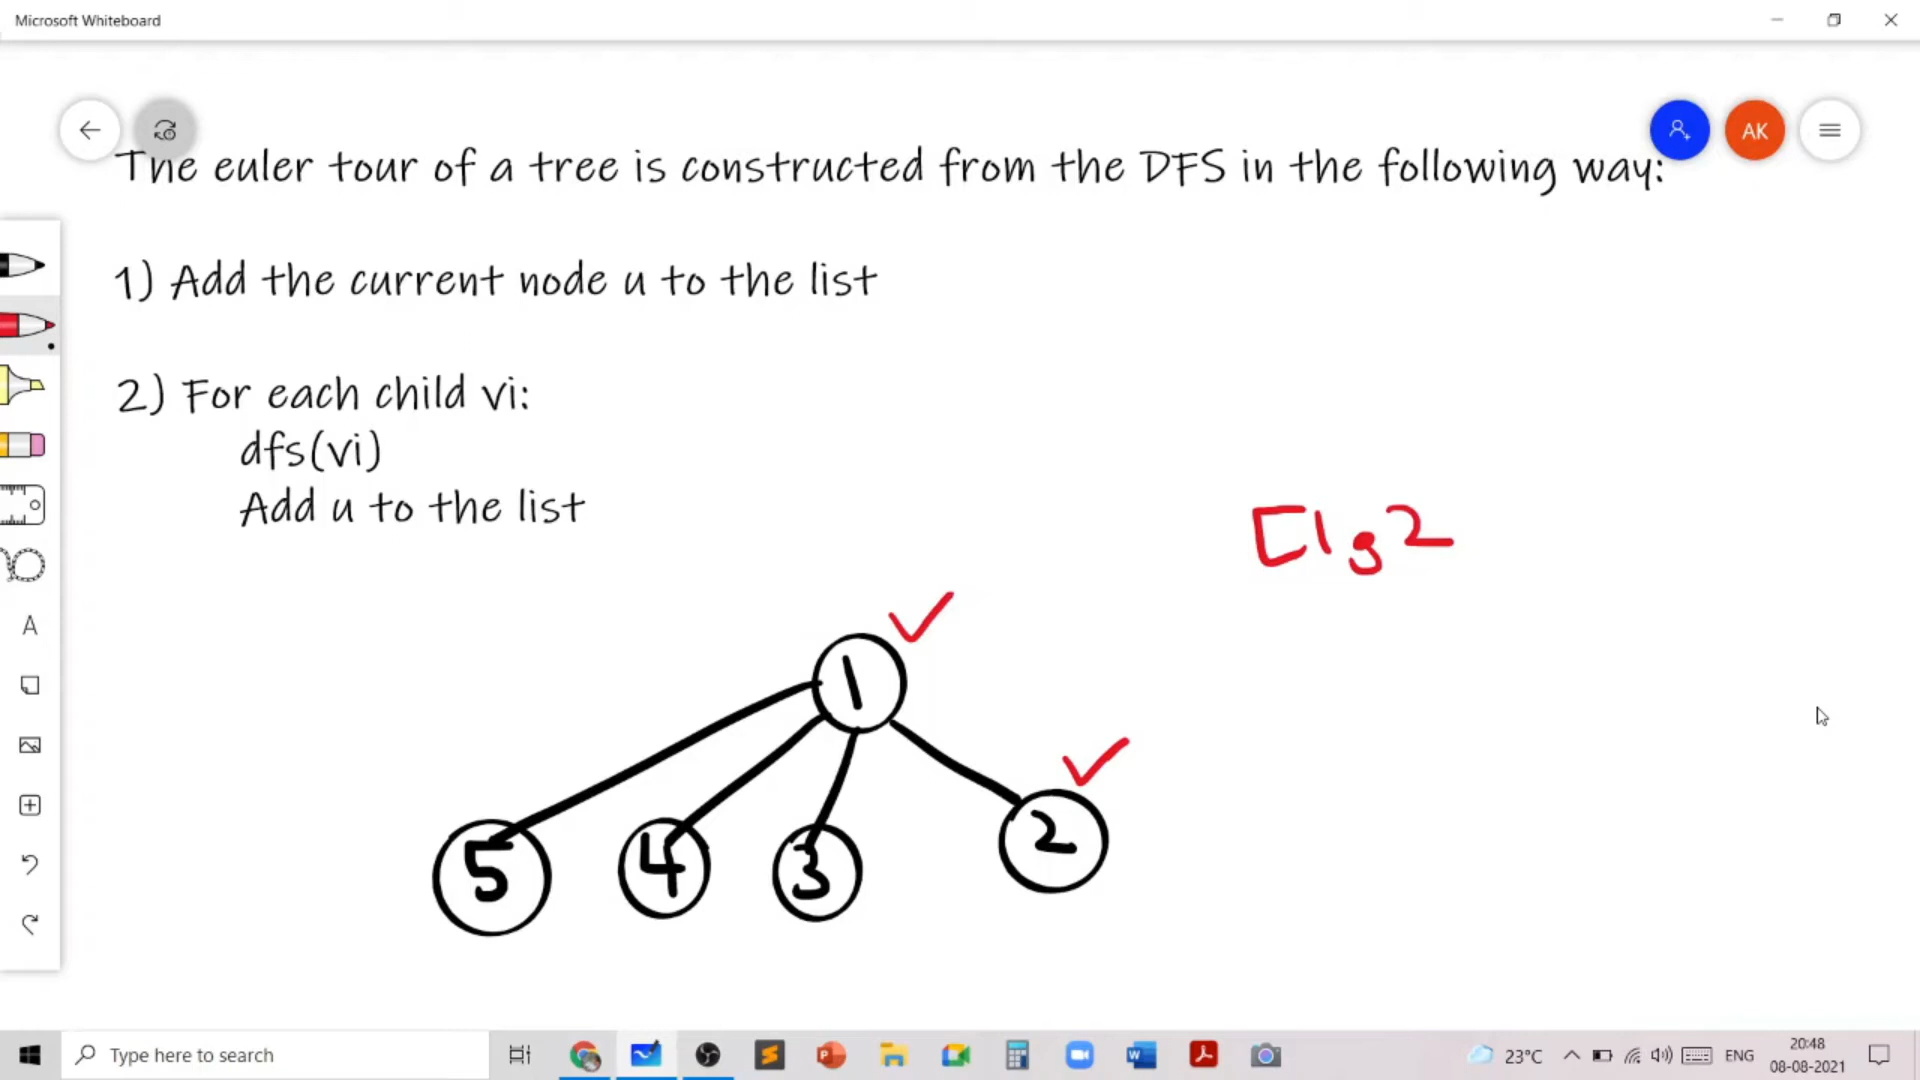 Microsoft Whiteboard
AK
The euler tour of a tree is constructed from the DFS in the following way:
1) Add the current node u to the list
2) For each child vi:
dfs(vi)
Add u to the list
[1, 2
1
5 4 3 2
A
Type here to search
23°C
ENG
20:48
08-08-2021